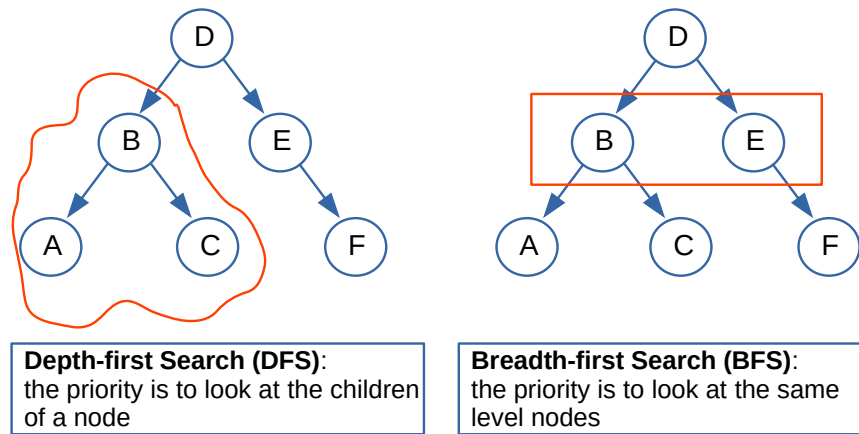 D
B
E
A
C
F
Depth-first Search (DFS):
the priority is to look at the children
of a node
D
B
E
A
C
F
Breadth-first Search (BFS):
the priority is to look at the same
level nodes